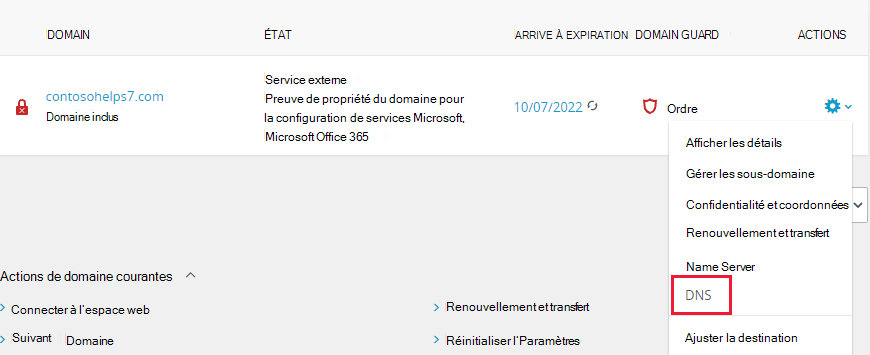 DOMAIN ÉTAT ARRIVE À EXPIRATION DOMAIN GUARD ACTIONS
contosohelps7.com
Domaine inclus
Service externe
Preuve de propriété du domaine pour
la configuration de services Microsoft,
Microsoft Office 365
10/07/2022
Ordre
Afficher les détails
Gérer les sous-domaine
Confidentialité et coordonnées
Renouvellement et transfert
Name Server
DNS
Ajuster la destination
Actions de domaine courantes
Connecter à l'espace web
Suivant Domaine
Renouvellement et transfert
Réinitialiser l'Paramètres